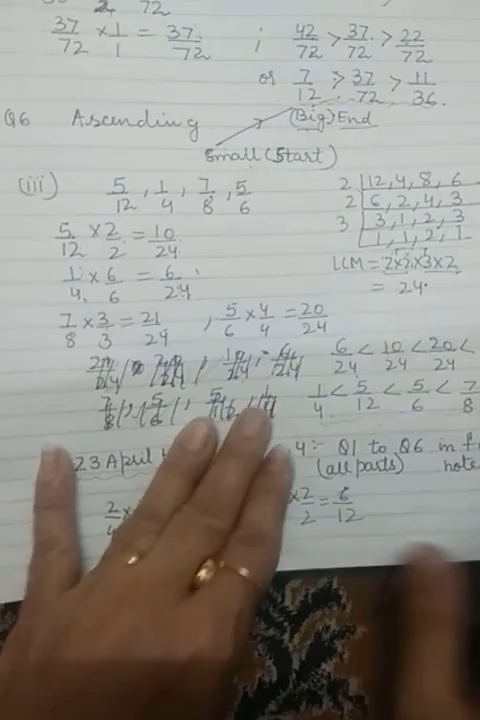 72
37/72 × 1/1 = 37/72 ; 42/72 > 37/72 > 22/72
or 7/12 > 37/72 > 11/36.
Q6 Ascending (Big) End
Small (Start)
(iii) 5/12, 1/4, 7/8, 5/6
2 | 12, 4, 8, 6
2 | 6, 2, 4, 3
3 | 3, 1, 2, 3
1, 1, 2, 1
5/12 × 2/2 = 10/24
1/4 × 6/6 = 6/24
LCM = 2×2×3×2
= 24.
7/8 × 3/3 = 21/24, 5/6 × 4/4 = 20/24
6/24 < 10/24 < 20/24 <
1/4 < 5/12 < 5/6 < 7/8
23 April 4:- Q1 to Q6 in
(all parts) note
2/4 × × 2/2 = 6/12